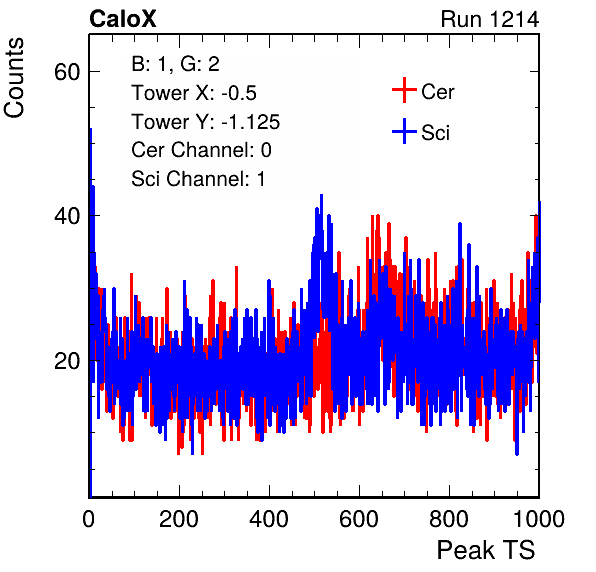 CaloX Run 1214
Counts
60
40
20
B: 1, G: 2
Tower X: -0.5
Tower Y: -1.125
Cer Channel: 0
Sci Channel: 1
Cer
Sci
0 200 400 600 800 1000
Peak TS